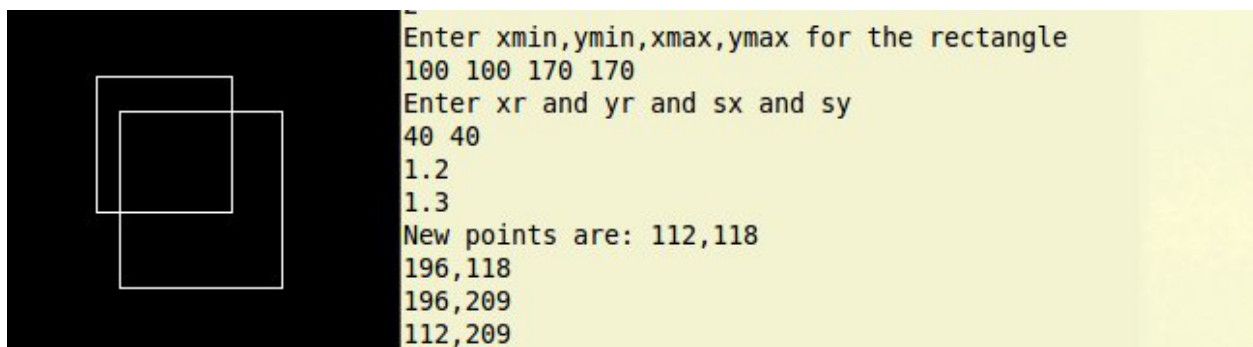 Enter xmin,ymin,xmax,ymax for the rectangle
100 100 170 170
Enter xr and yr and sx and sy
40 40
1.2
1.3
New points are: 112,118
196,118
196,209
112,209